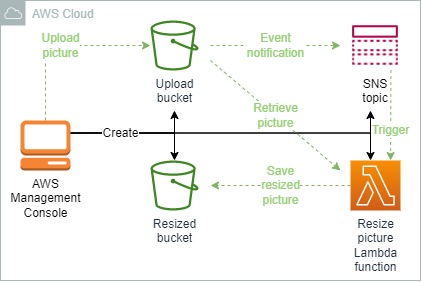 AWS Cloud
Upload
picture
Event
notification
Upload
bucket
SNS
topic
Retrieve
picture
Create
Trigger
AWS
Management
Console
Save
resized
picture
Resized
bucket
Resize
picture
Lambda
function